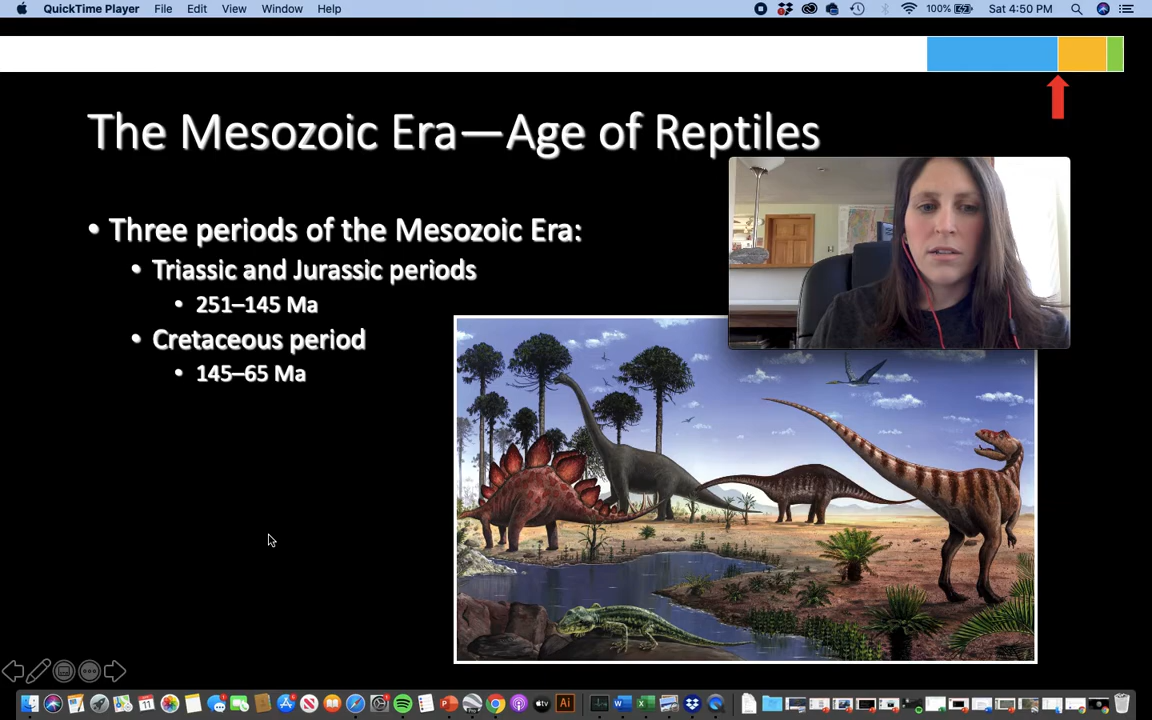 QuickTime Player File Edit View Window Help 100% Sat 4:50 PM
The Mesozoic Era—Age of Reptiles
• Three periods of the Mesozoic Era:
• Triassic and Jurassic periods
• 251–145 Ma
• Cretaceous period
• 145–65 Ma